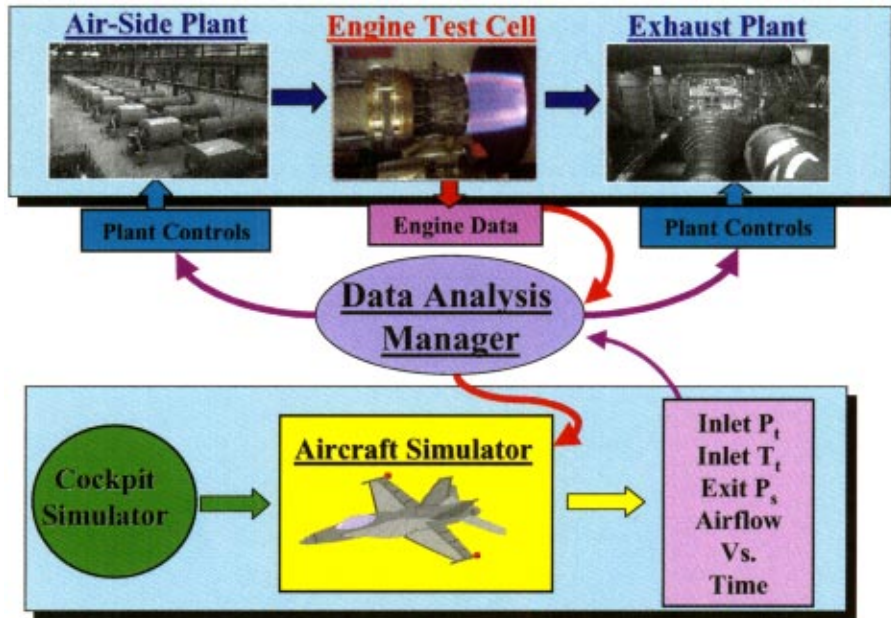 Air-Side Plant
Engine Test Cell
Exhaust Plant
Plant Controls
Engine Data
Plant Controls
Data Analysis
Manager
Cockpit
Simulator
Aircraft Simulator
Inlet Pt
Inlet Tt
Exit Ps
Airflow
Vs.
Time